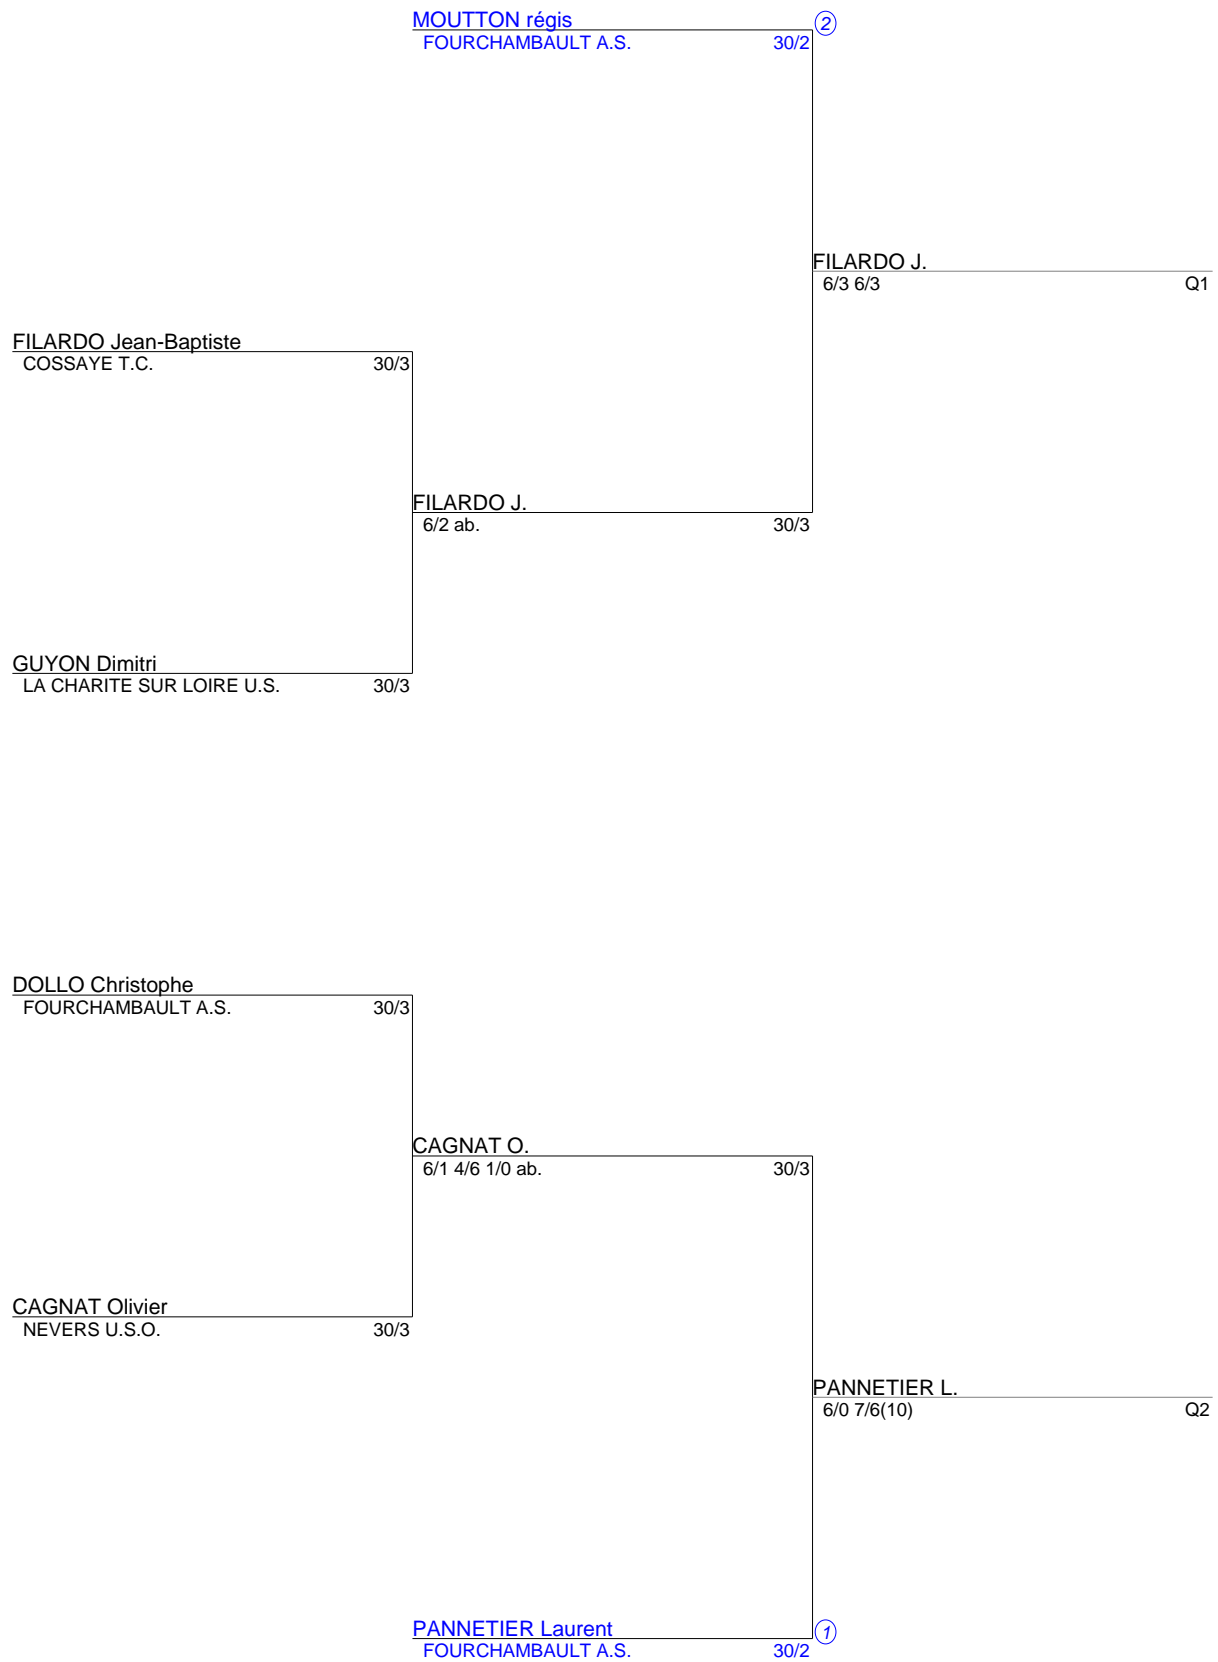 MOUTTON régis
2
FOURCHAMBAULT A.S. 30/2
FILARDO J.
6/3 6/3 Q1
FILARDO Jean-Baptiste
COSSAYE T.C. 30/3
FILARDO J.
6/2 ab. 30/3
GUYON Dimitri
LA CHARITE SUR LOIRE U.S. 30/3
DOLLO Christophe
FOURCHAMBAULT A.S. 30/3
CAGNAT O.
6/1 4/6 1/0 ab. 30/3
CAGNAT Olivier
NEVERS U.S.O. 30/3
PANNETIER L.
6/0 7/6(10) Q2
PANNETIER Laurent
1
FOURCHAMBAULT A.S. 30/2